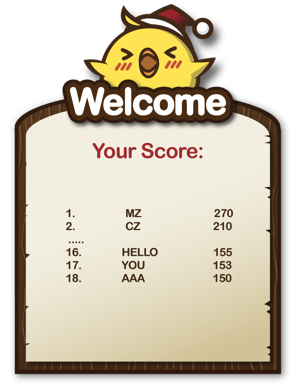 Welcome
Your Score:
1. MZ 270
2. CZ 210
.....
16. HELLO 155
17. YOU 153
18. AAA 150